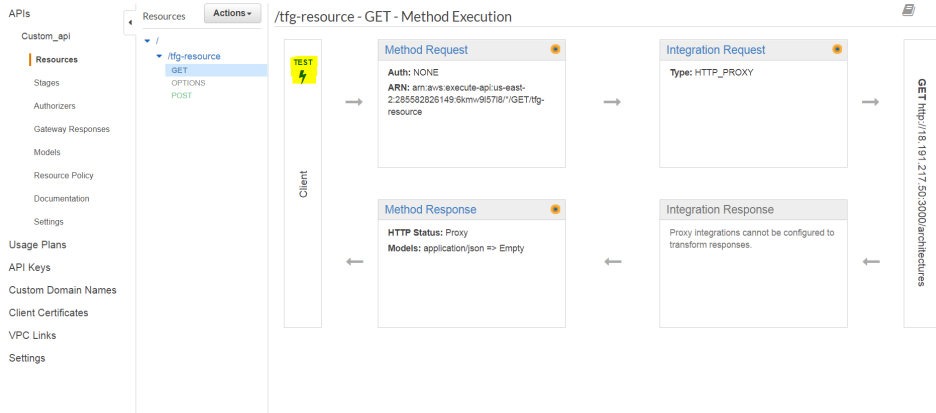 APIs
Custom_api
Resources
Stages
Authorizers
Gateway Responses
Models
Resource Policy
Documentation
Settings
Usage Plans
API Keys
Custom Domain Names
Client Certificates
VPC Links
Settings
Resources
Actions
/
/tfg-resource
GET
OPTIONS
POST
/tfg-resource - GET - Method Execution
TEST
Client
Method Request
Auth: NONE
ARN: arn:aws:execute-api:us-east-
2:285582826149:6kmw9l57l8/*/GET/tfg-
resource
Integration Request
Type: HTTP_PROXY
Method Response
HTTP Status: Proxy
Models: application/json => Empty
Integration Response
Proxy integrations cannot be configured to
transform responses.
GET http://18.191.217.50:3000/architectures